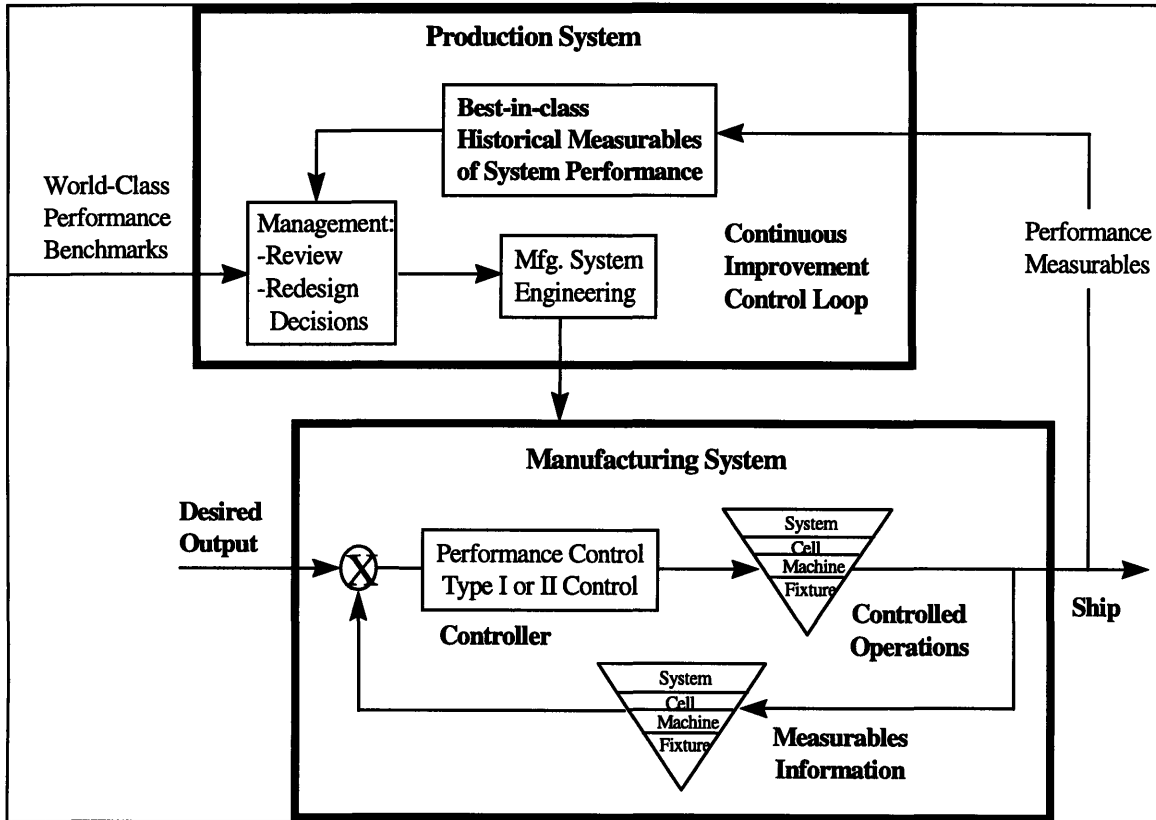 Production System
Best-in-class
Historical Measurables
of System Performance
World-Class
Performance
Benchmarks
Management:
-Review
-Redesign
Decisions
Mfg. System
Engineering
Continuous
Improvement
Control Loop
Performance
Measurables
Manufacturing System
Desired
Output
X
Performance Control
Type I or II Control
Controller
System
Cell
Machine
Fixture
Controlled
Operations
Ship
System
Cell
Machine
Fixture
Measurables
Information